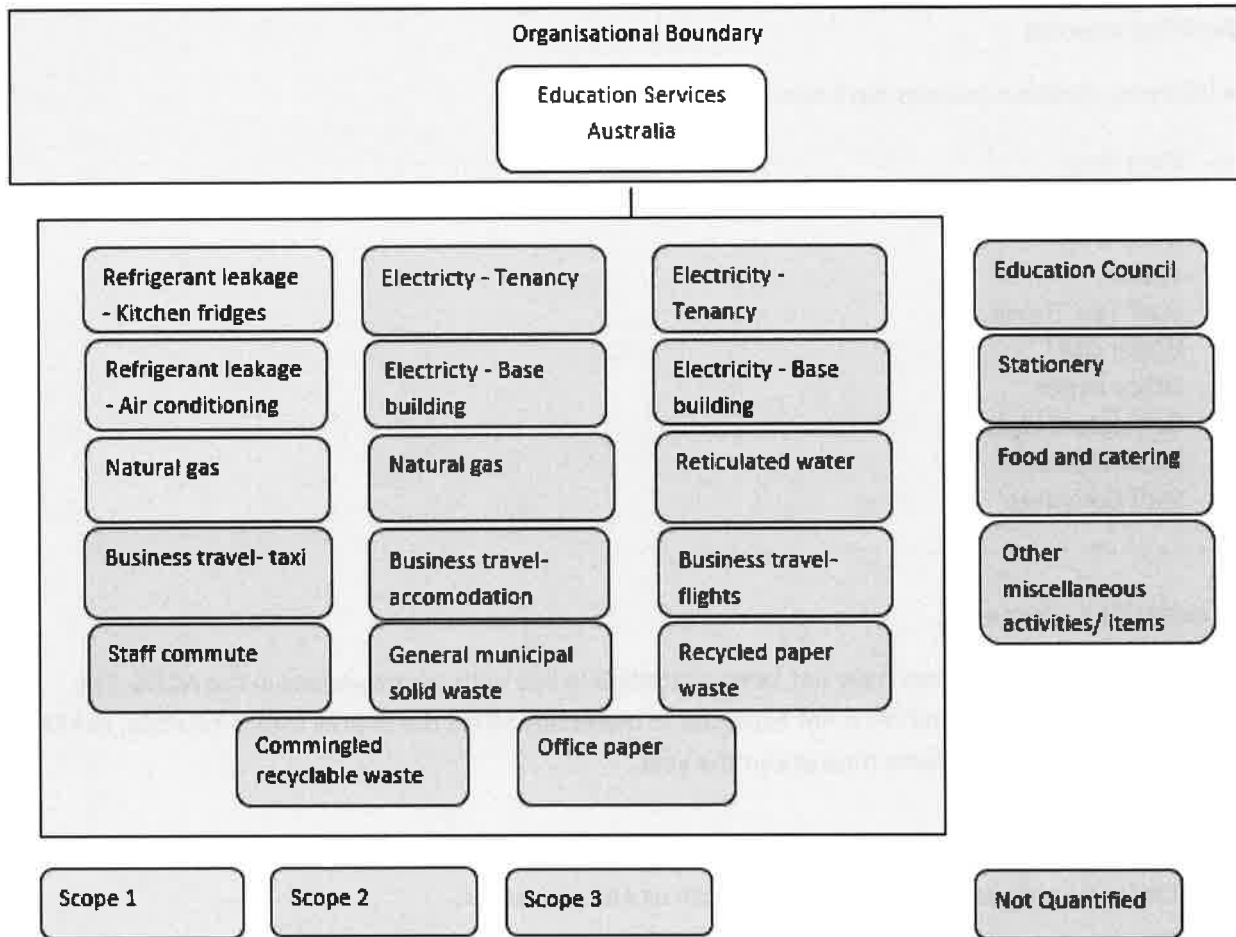 Organisational Boundary
Education Services
Australia
Refrigerant leakage
- Kitchen fridges
Electricty - Tenancy
Electricity -
Tenancy
Education Council
Refrigerant leakage
- Air conditioning
Electricty - Base
building
Electricity - Base
building
Stationery
Natural gas
Natural gas
Reticulated water
Food and catering
Business travel- taxi
Business travel-
accomodation
Business travel-
flights
Other
miscellaneous
activities/ items
Staff commute
General municipal
solid waste
Recycled paper
waste
Commingled
recyclable waste
Office paper
Scope 1
Scope 2
Scope 3
Not Quantified